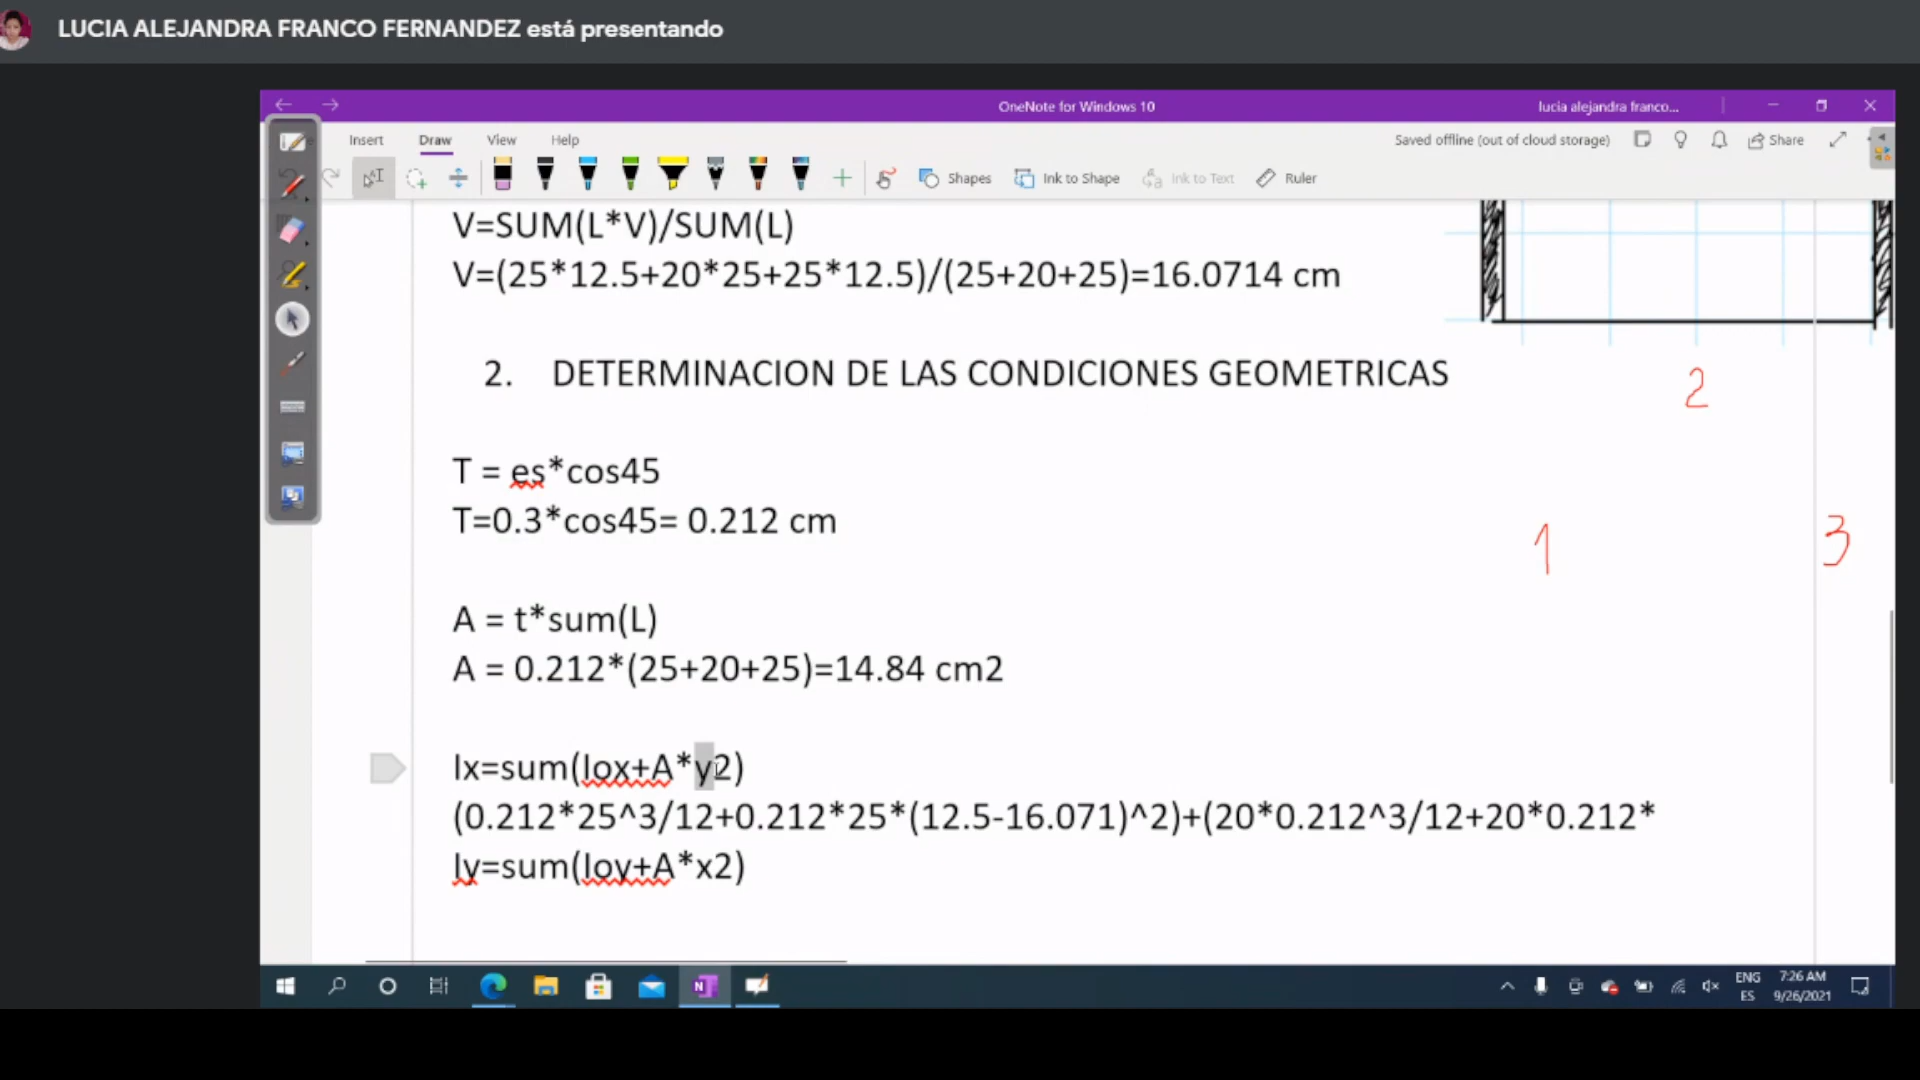 LUCIA ALEJANDRA FRANCO FERNANDEZ está presentando
OneNote for Windows 10
lucia alejandra franco...
Insert Draw View Help
Saved offline (out of cloud storage)
Share
Shapes
Ink to Shape
Ink to Text
Ruler
V=SUM(L*V)/SUM(L)
V=(25*12.5+20*25+25*12.5)/(25+20+25)=16.0714 cm
2. DETERMINACION DE LAS CONDICIONES GEOMETRICAS
2
T = es*cos45
T=0.3*cos45= 0.212 cm
1
3
A = t*sum(L)
A = 0.212*(25+20+25)=14.84 cm2
Ix=sum(Iox+A*y2)
(0.212*25^3/12+0.212*25*(12.5-16.071)^2)+(20*0.212^3/12+20*0.212*
Iy=sum(Ioy+A*x2)
ENG
ES
7:26 AM
9/26/2021